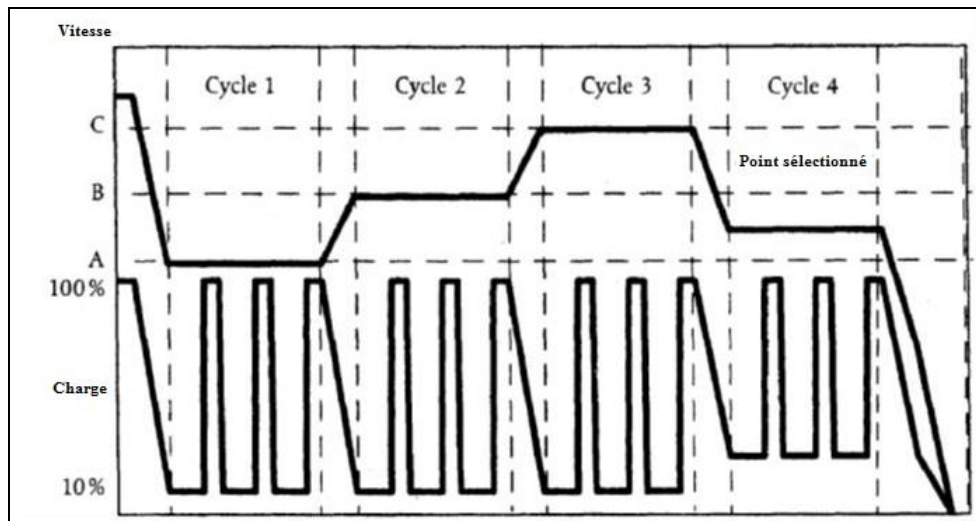 Vitesse
Cycle 1
Cycle 2
Cycle 3
Cycle 4
C
Point sélectionné
B
A
100%
Charge
10%